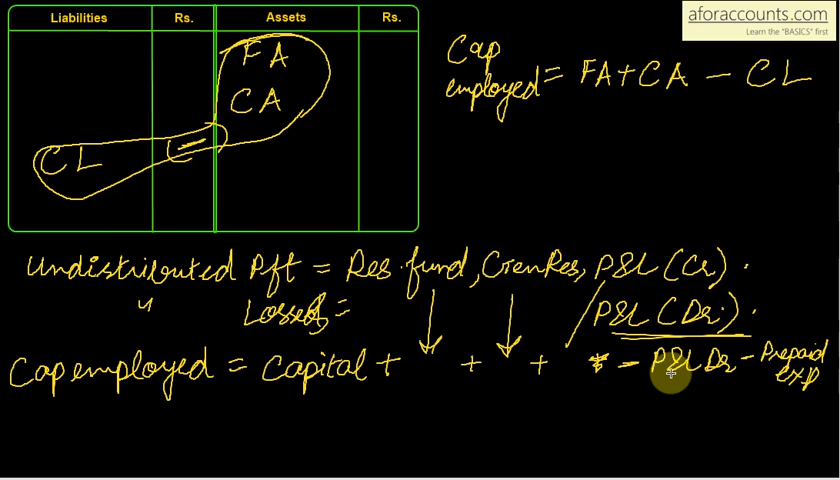 Liabilities Rs. Assets Rs.
aforaccounts.com
Learn the "BASICS" first
FA
CA
CL
Cap employed = FA + CA - CL
Undistributed Pft = Res. fund, Gen Res, P&L (Cr).
" Losses = P&L (Dr).
Cap employed = Capital + + + - P&L Dr - Prepaid exp